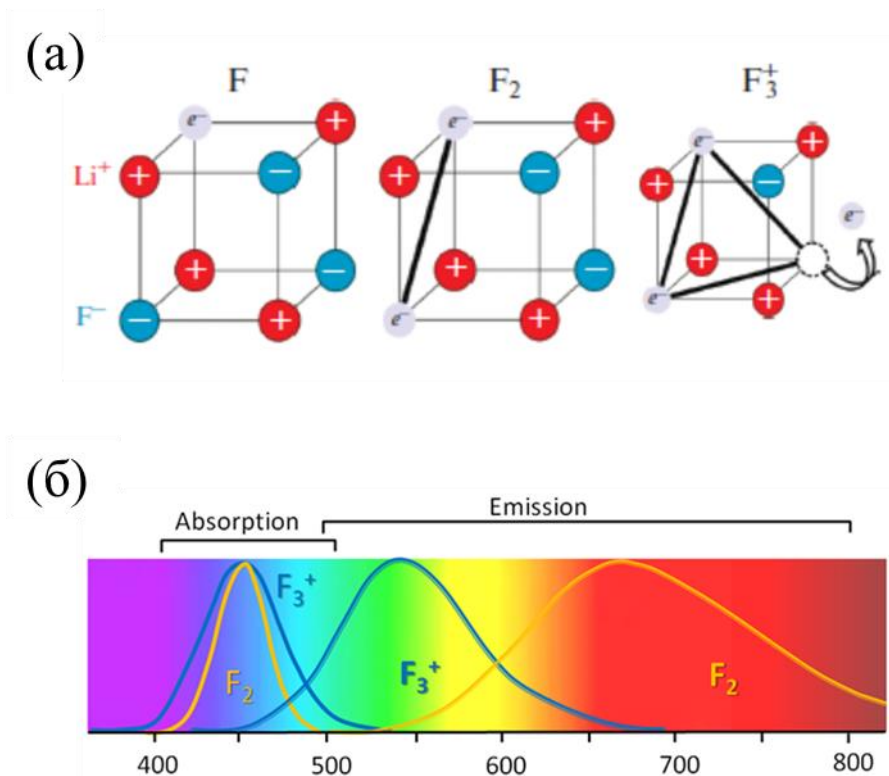 (а)
F
F₂
F₃⁺
e⁻
+
Li⁺
+
−
+
−
F⁻
−
+
e⁻
+
+
−
+
−
e⁻
+
e⁻
+
+
−
e⁻
+
e⁻
+
(б)
Absorption
Emission
F₃⁺
F₂
F₃⁺
F₂
400
500
600
700
800